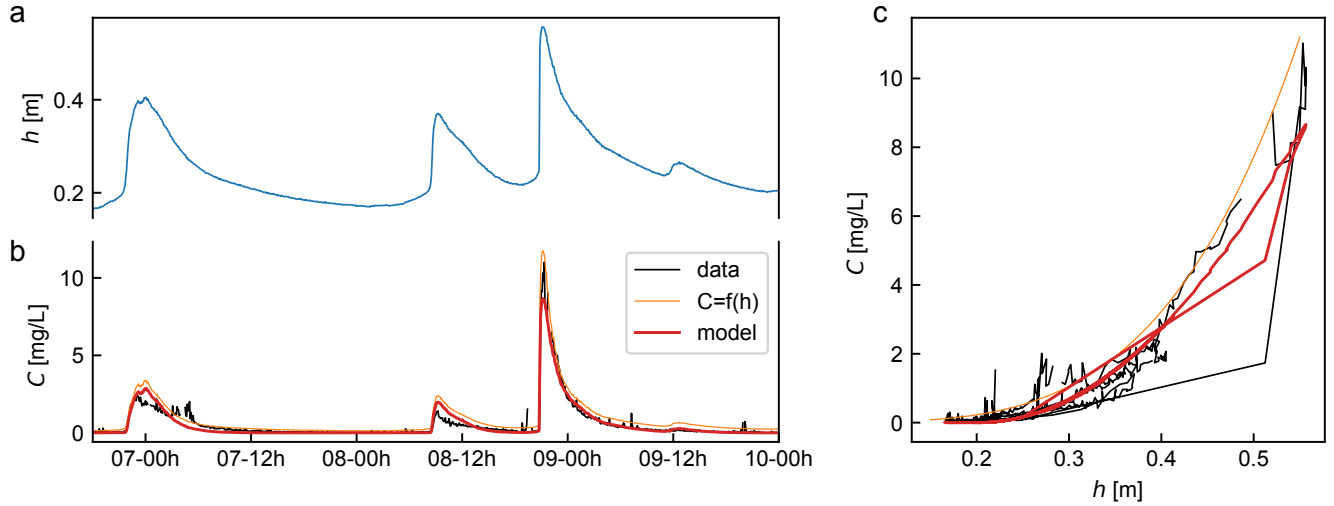 a
0.4
0.2
h [m]
b
10
5
0
C [mg/L]
data
C=f(h)
model
07-00h 07-12h 08-00h 08-12h 09-00h 09-12h 10-00h
c
10
8
6
4
2
0
C [mg/L]
0.2 0.3 0.4 0.5
h [m]